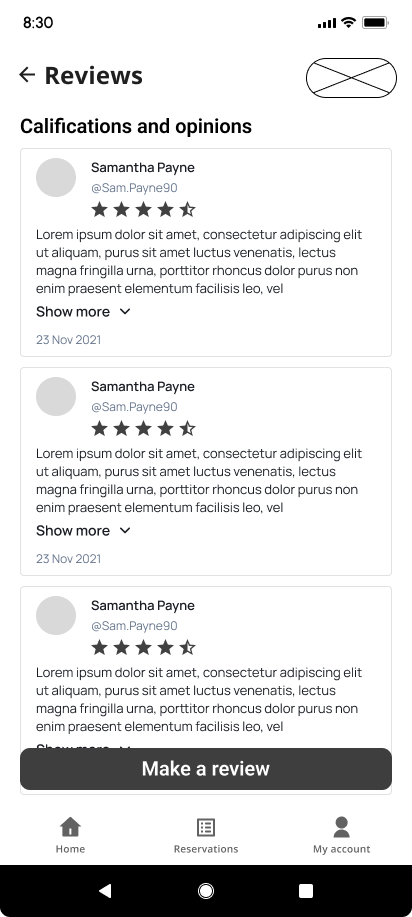 8:30
Reviews
Califications and opinions
Samantha Payne
@Sam.Payne90
Lorem ipsum dolor sit amet, consectetur adipiscing elit
ut aliquam, purus sit amet luctus venenatis, lectus
magna fringilla urna, porttitor rhoncus dolor purus non
enim praesent elementum facilisis leo, vel
Show more
23 Nov 2021
Samantha Payne
@Sam.Payne90
Lorem ipsum dolor sit amet, consectetur adipiscing elit
ut aliquam, purus sit amet luctus venenatis, lectus
magna fringilla urna, porttitor rhoncus dolor purus non
enim praesent elementum facilisis leo, vel
Show more
23 Nov 2021
Samantha Payne
@Sam.Payne90
Lorem ipsum dolor sit amet, consectetur adipiscing elit
ut aliquam, purus sit amet luctus venenatis, lectus
magna fringilla urna, porttitor rhoncus dolor purus non
enim praesent elementum facilisis leo, vel
Show more
Make a review
Home
Reservations
My account